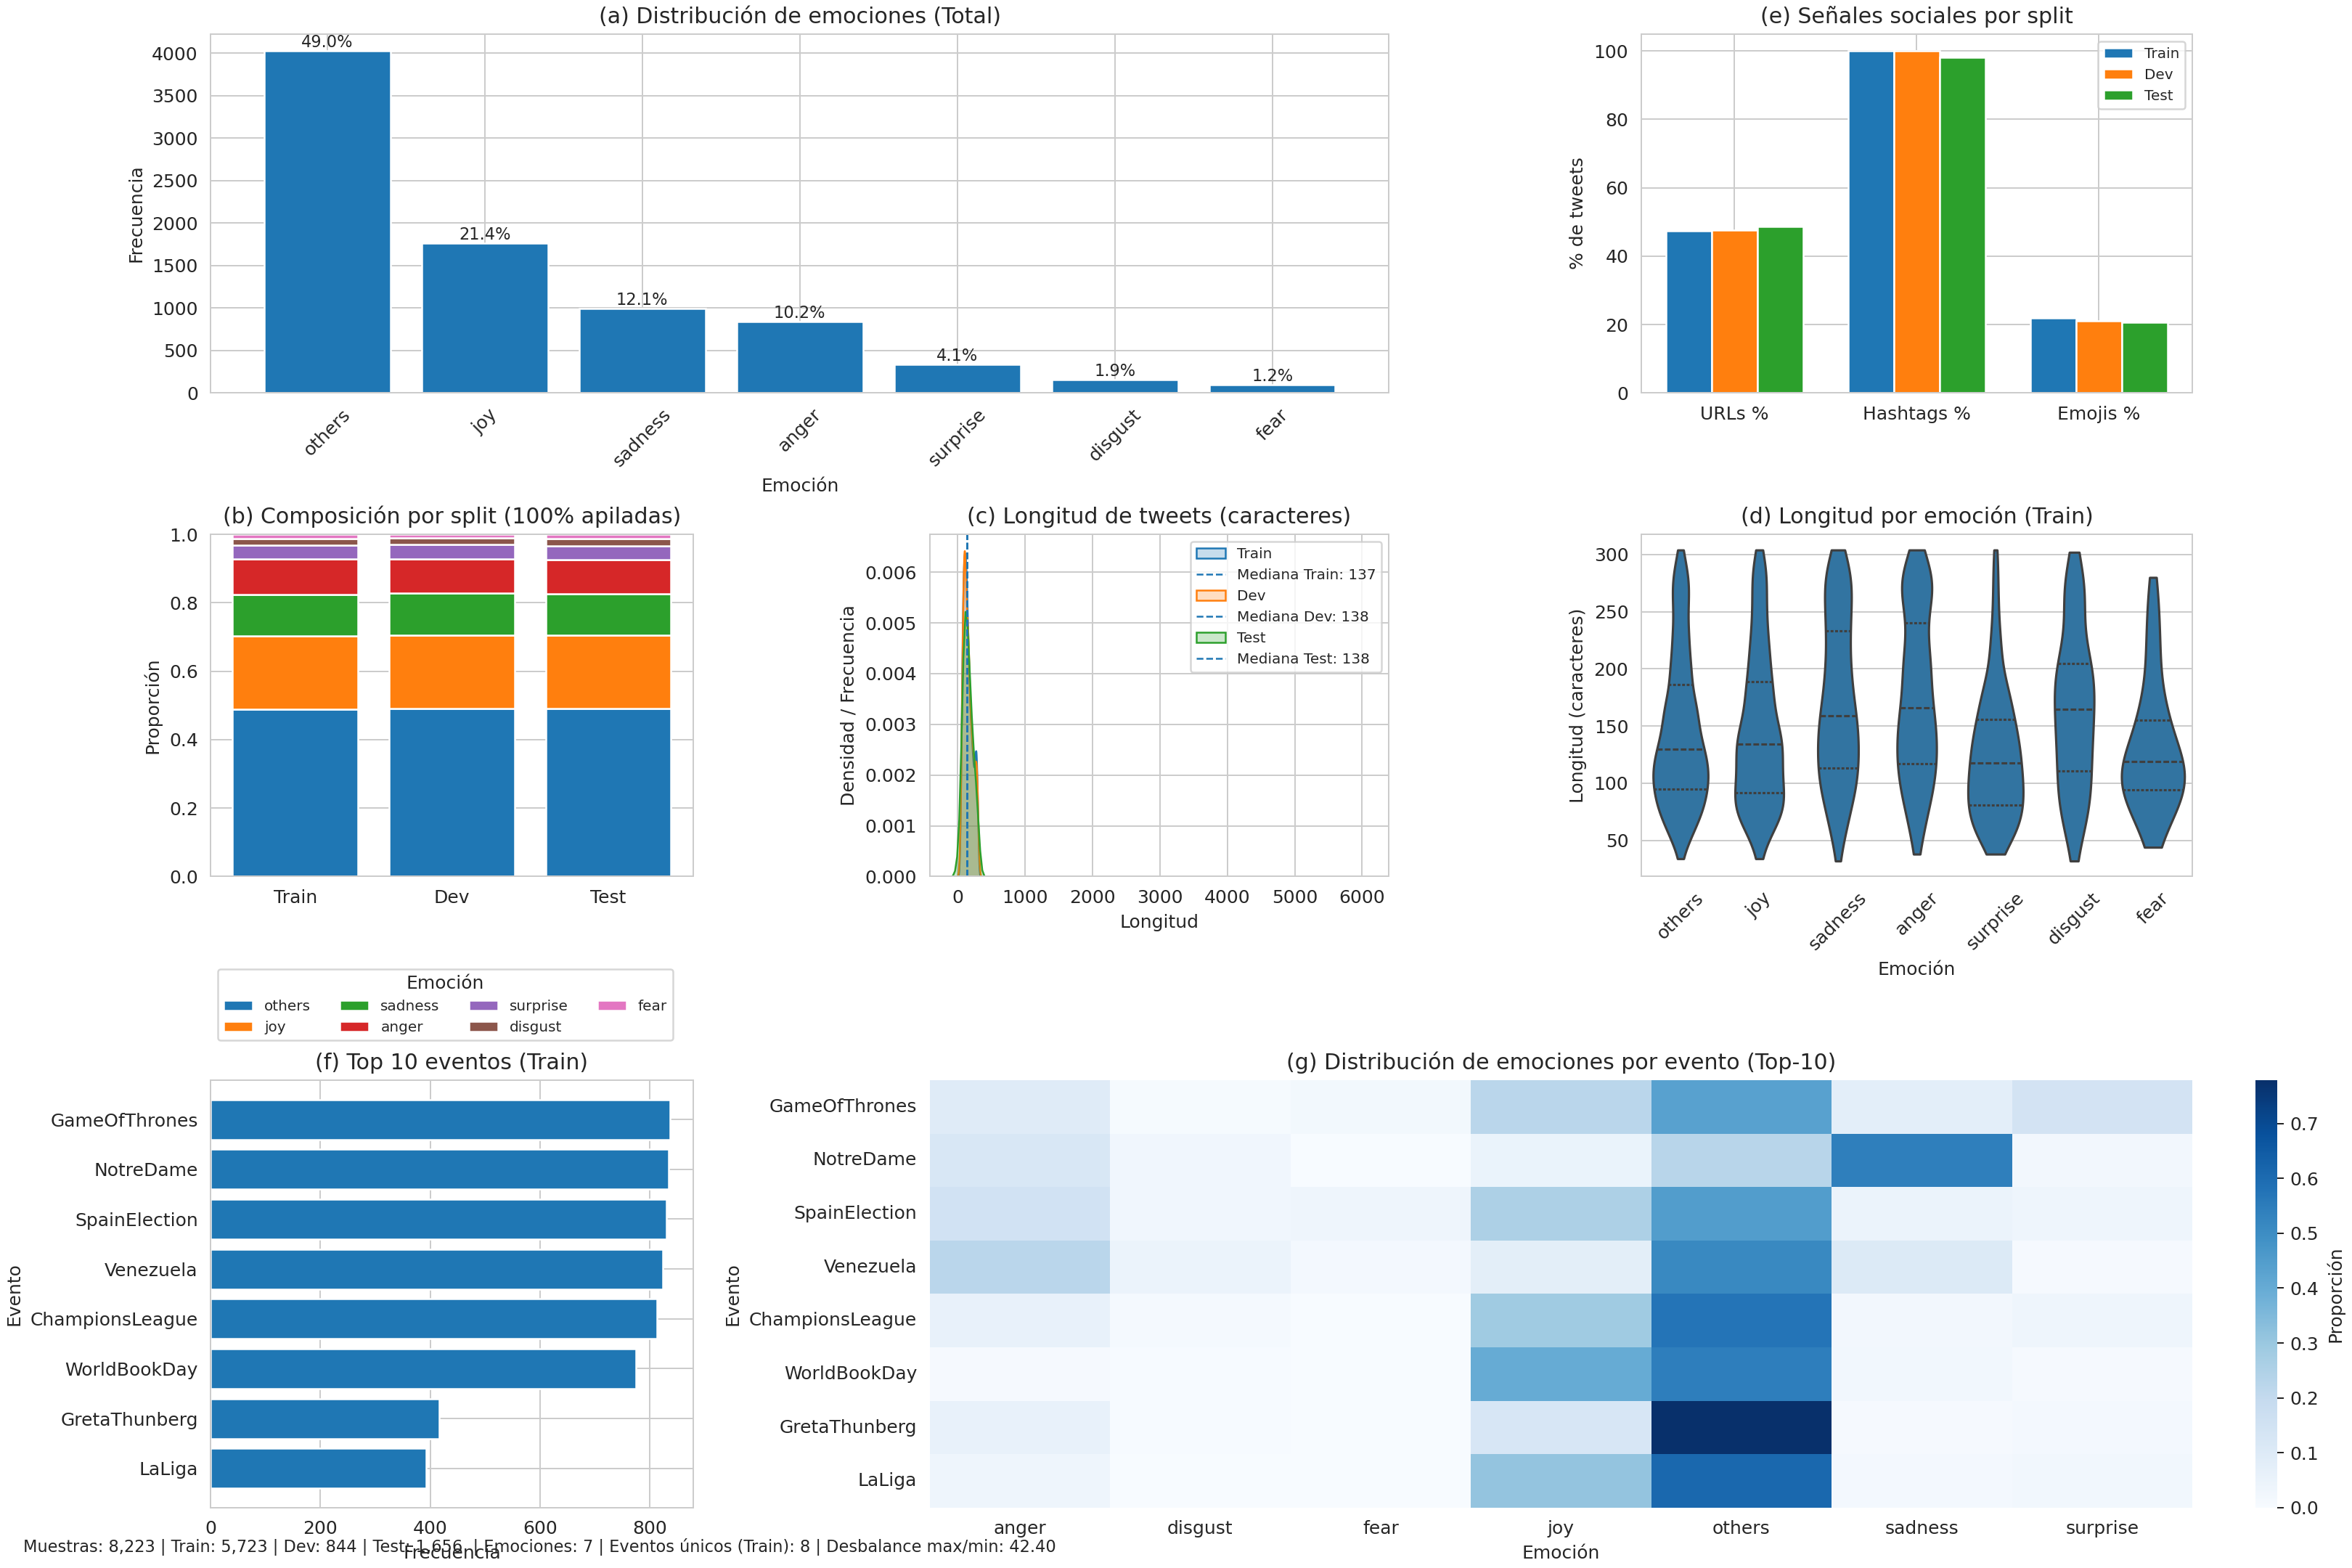 (a) Distribución de emociones (Total)
Frecuencia
4000
3500
3000
2500
2000
1500
1000
500
0
49.0%
21.4%
12.1%
10.2%
4.1%
1.9%
1.2%
others
joy
sadness
anger
surprise
disgust
fear
Emoción
(e) Señales sociales por split
% de tweets
100
80
60
40
20
0
Train
Dev
Test
URLs %
Hashtags %
Emojis %
(b) Composición por split (100% apiladas)
Proporción
1.0
0.8
0.6
0.4
0.2
0.0
Train
Dev
Test
Emoción
others
joy
sadness
anger
surprise
disgust
fear
(c) Longitud de tweets (caracteres)
Densidad / Frecuencia
0.006
0.005
0.004
0.003
0.002
0.001
0.000
Train
Mediana Train: 137
Dev
Mediana Dev: 138
Test
Mediana Test: 138
0
1000
2000
3000
4000
5000
6000
Longitud
(d) Longitud por emoción (Train)
Longitud (caracteres)
300
250
200
150
100
50
others
joy
sadness
anger
surprise
disgust
fear
Emoción
(f) Top 10 eventos (Train)
Evento
GameOfThrones
NotreDame
SpainElection
Venezuela
ChampionsLeague
WorldBookDay
GretaThunberg
LaLiga
0
200
400
600
800
Frecuencia
(g) Distribución de emociones por evento (Top-10)
Evento
GameOfThrones
NotreDame
SpainElection
Venezuela
ChampionsLeague
WorldBookDay
GretaThunberg
LaLiga
anger
disgust
fear
joy
others
sadness
surprise
Emoción
0.7
0.6
0.5
0.4
0.3
0.2
0.1
0.0
Proporción
Muestras: 8,223 | Train: 5,723 | Dev: 844 | Test: 1,656 | Emociones: 7 | Eventos únicos (Train): 8 | Desbalance max/min: 42.40